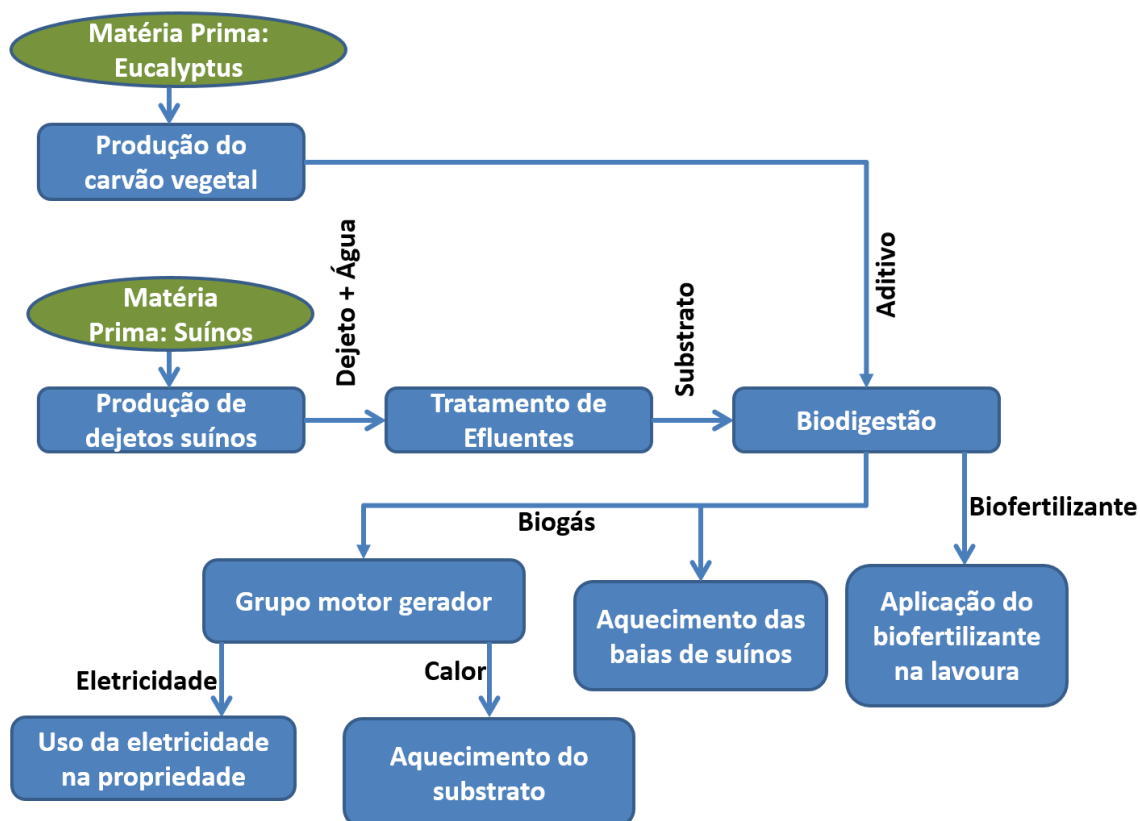 Matéria Prima:
Eucalyptus
Produção do
carvão vegetal
Aditivo
Matéria
Prima: Suínos
Dejeto + Água
Substrato
Produção de
dejetos suínos
Tratamento de
Efluentes
Biodigestão
Biogás
Biofertilizante
Grupo motor gerador
Aquecimento das
baias de suínos
Aplicação do
biofertilizante
na lavoura
Eletricidade
Calor
Uso da eletricidade
na propriedade
Aquecimento do
substrato